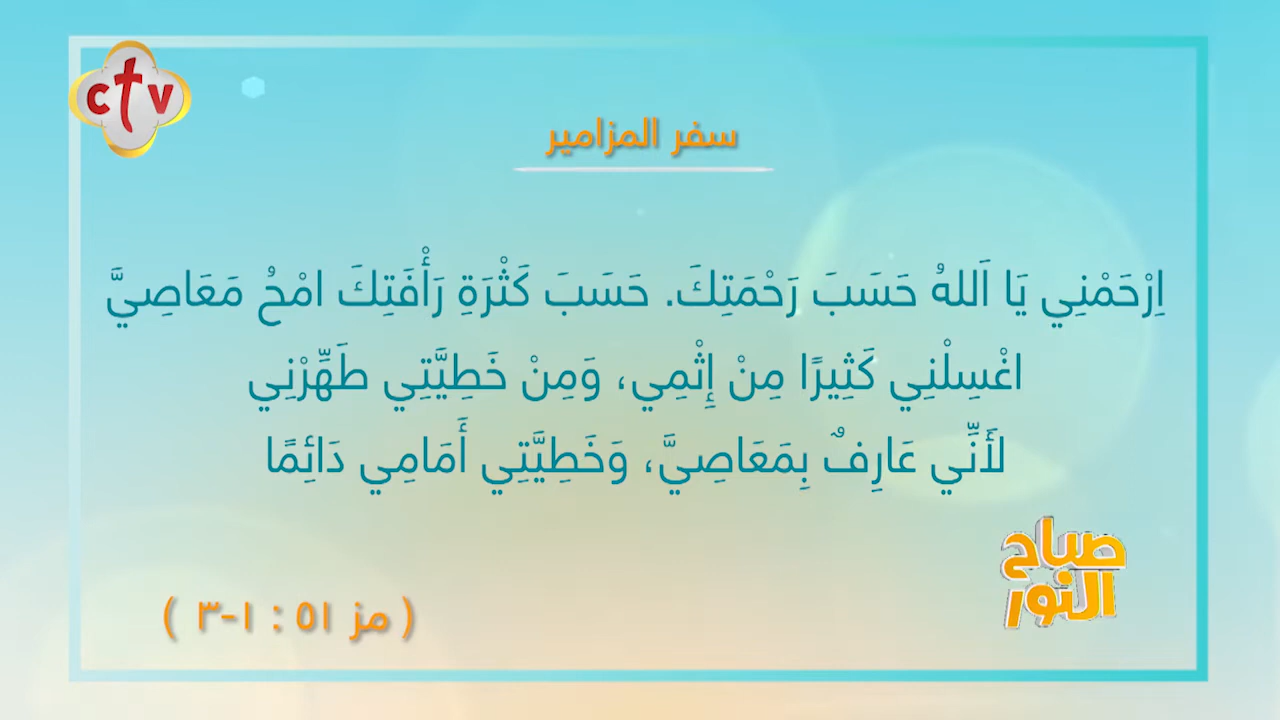 ctv
سفر المزامير
اِرْحَمْنِي يَا اَللهُ حَسَبَ رَحْمَتِكَ. حَسَبَ كَثْرَةِ رَأْفَتِكَ امْحُ مَعَاصِيَّ
اغْسِلْنِي كَثِيرًا مِنْ إِثْمِي، وَمِنْ خَطِيَّتِي طَهِّرْنِي
لأَنِّي عَارِفٌ بِمَعَاصِيَّ، وَخَطِيَّتِي أَمَامِي دَائِمًا
صباح
النور
( مز ٥١ : ١-٣ )